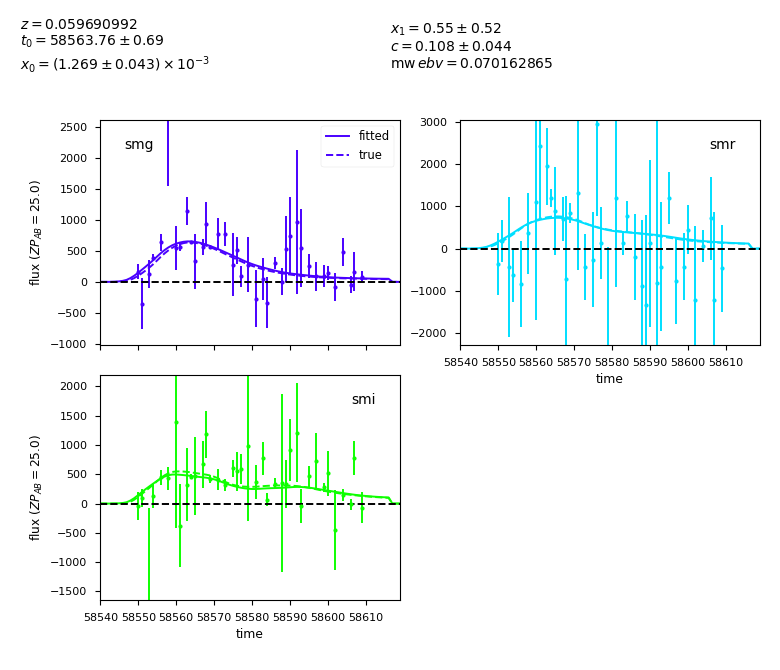 z = 0.059690992
t₀ = 58563.76 ± 0.69
x₀ = (1.269 ± 0.043) × 10⁻³
x₁ = 0.55 ± 0.52
c = 0.108 ± 0.044
mw ebv = 0.070162865
smg
fitted
true
2500
2000
1500
1000
500
0
−500
−1000
flux (ZP_AB = 25.0)
smr
3000
2000
1000
0
−1000
−2000
58540 58550 58560 58570 58580 58590 58600 58610
time
smi
2000
1500
1000
500
0
−500
−1000
−1500
flux (ZP_AB = 25.0)
58540 58550 58560 58570 58580 58590 58600 58610
time